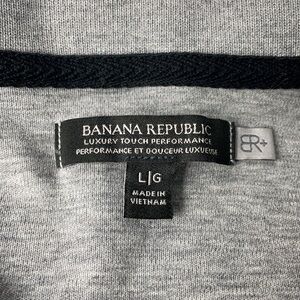 BANANA REPUBLIC
LUXURY TOUCH PERFORMANCE
PERFORMANCE ET DOUCEUR LUXUEUSE
BR+
L|G
MADE IN
VIETNAM